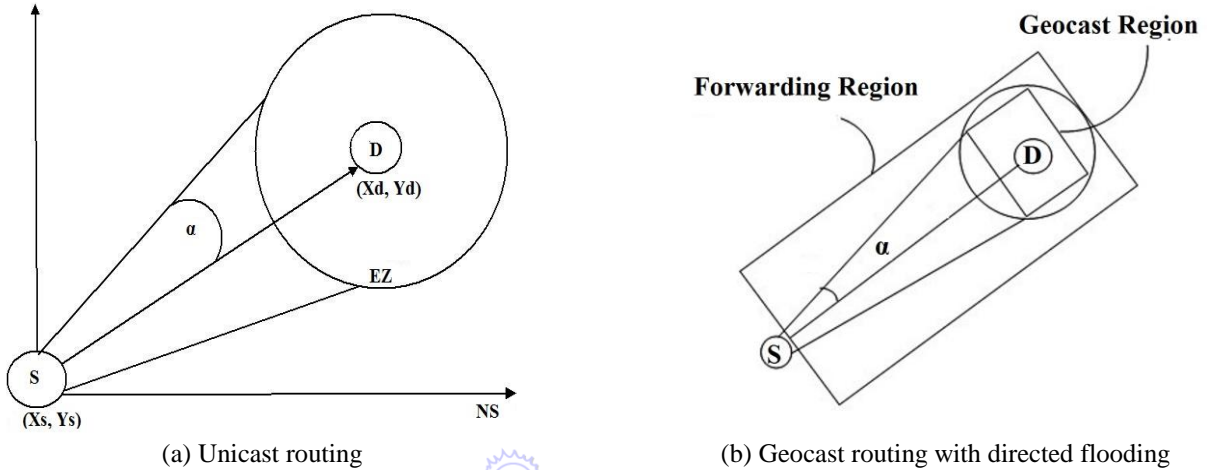 D
(Xd, Yd)
α
EZ
S
(Xs, Ys)
NS
(a) Unicast routing
Geocast Region
Forwarding Region
D
α
S
(b) Geocast routing with directed flooding